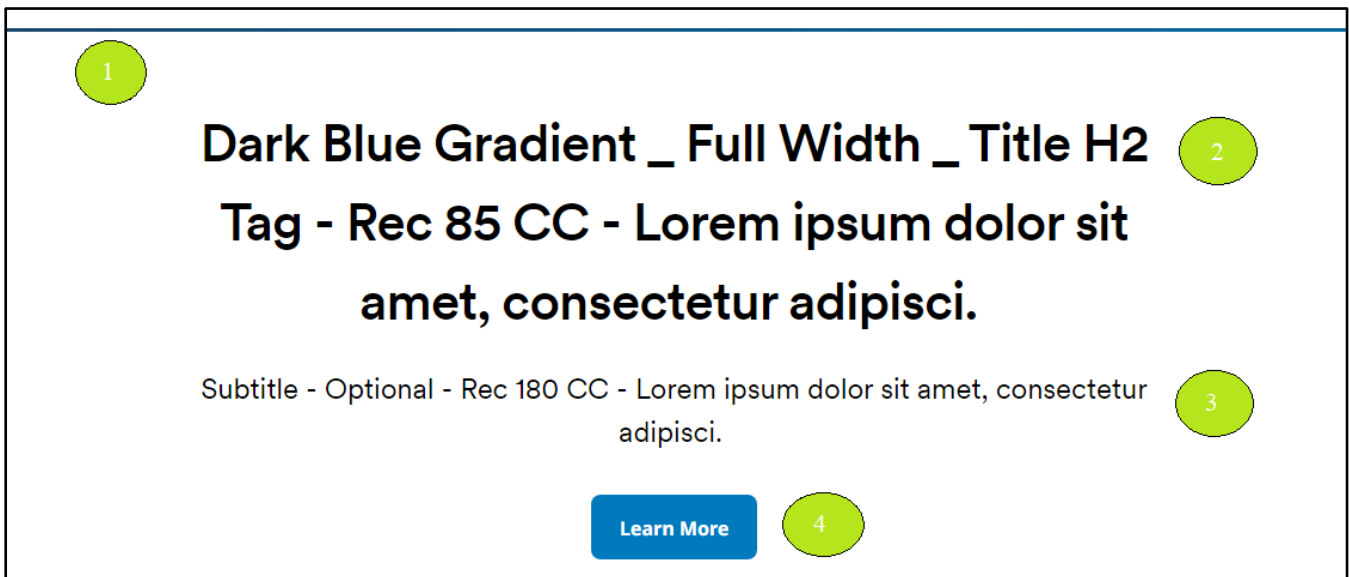 1
Dark Blue Gradient _ Full Width _ Title H2
2
Tag - Rec 85 CC - Lorem ipsum dolor sit
amet, consectetur adipisci.
Subtitle - Optional - Rec 180 CC - Lorem ipsum dolor sit amet, consectetur
3
adipisci.
Learn More
4